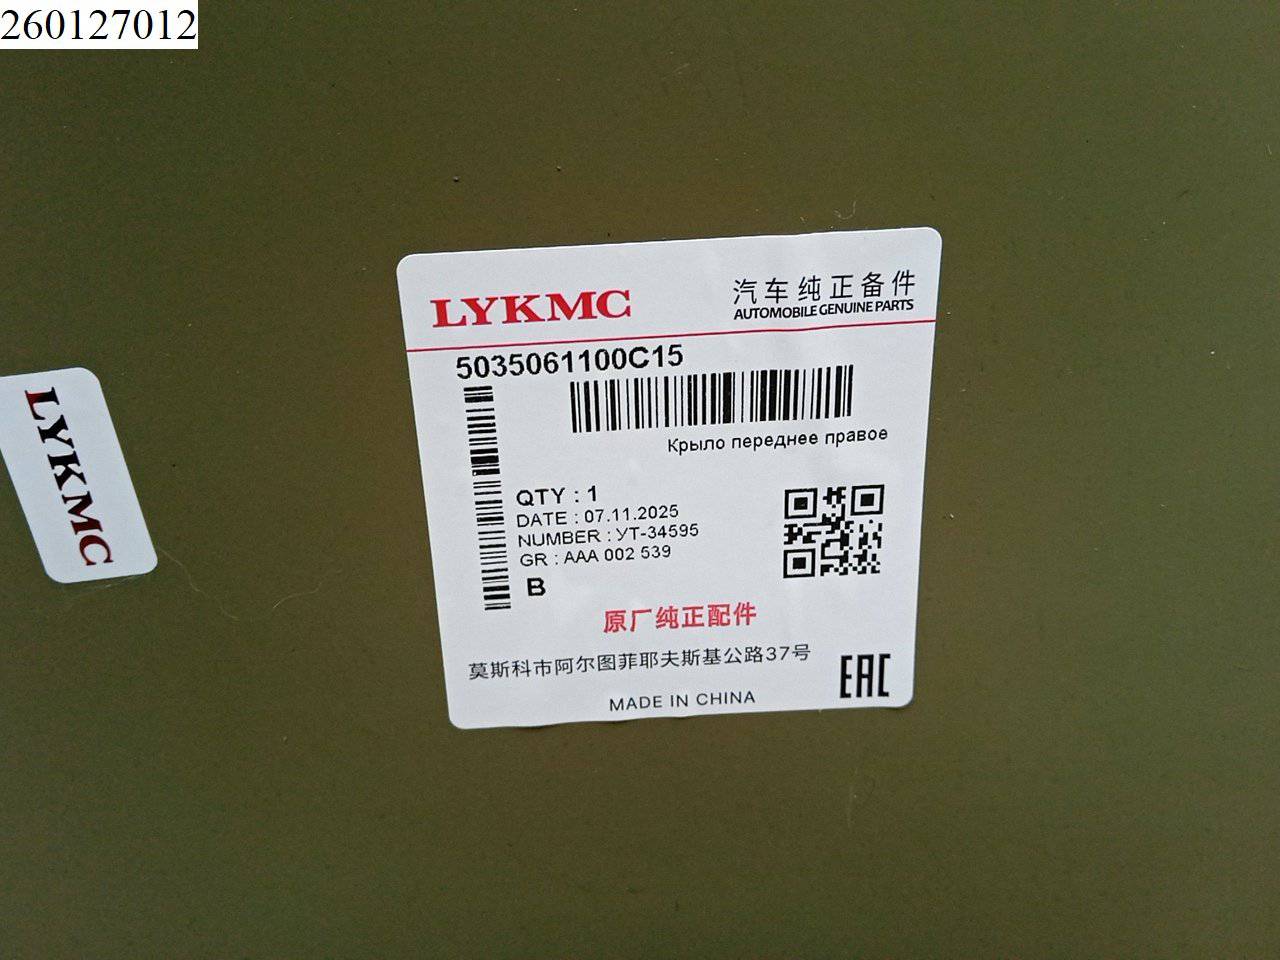 260127012
LYKMC
汽车纯正备件
AUTOMOBILE GENUINE PARTS
5035061100C15
Крыло переднее правое
QTY : 1
DATE : 07.11.2025
NUMBER : УТ-34595
GR : AAA 002 539
B
原厂纯正配件
莫斯科市阿尔图菲耶夫斯基公路37号
EAC
MADE IN CHINA
LYKMC